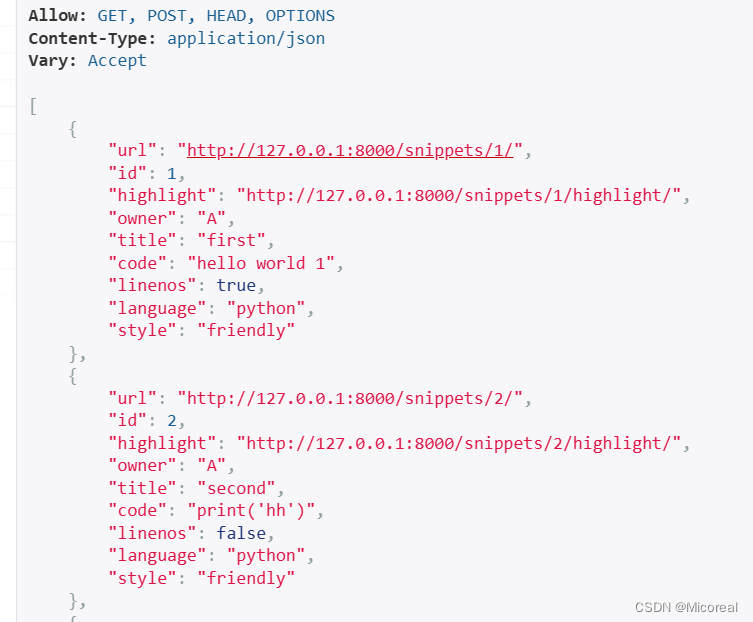 Allow: GET, POST, HEAD, OPTIONS
Content-Type: application/json
Vary: Accept
[
    {
        "url": "http://127.0.0.1:8000/snippets/1/",
        "id": 1,
        "highlight": "http://127.0.0.1:8000/snippets/1/highlight/",
        "owner": "A",
        "title": "first",
        "code": "hello world 1",
        "linenos": true,
        "language": "python",
        "style": "friendly"
    },
    {
        "url": "http://127.0.0.1:8000/snippets/2/",
        "id": 2,
        "highlight": "http://127.0.0.1:8000/snippets/2/highlight/",
        "owner": "A",
        "title": "second",
        "code": "print('hh')",
        "linenos": false,
        "language": "python",
        "style": "friendly"
    },
    {
CSDN @Micoreal